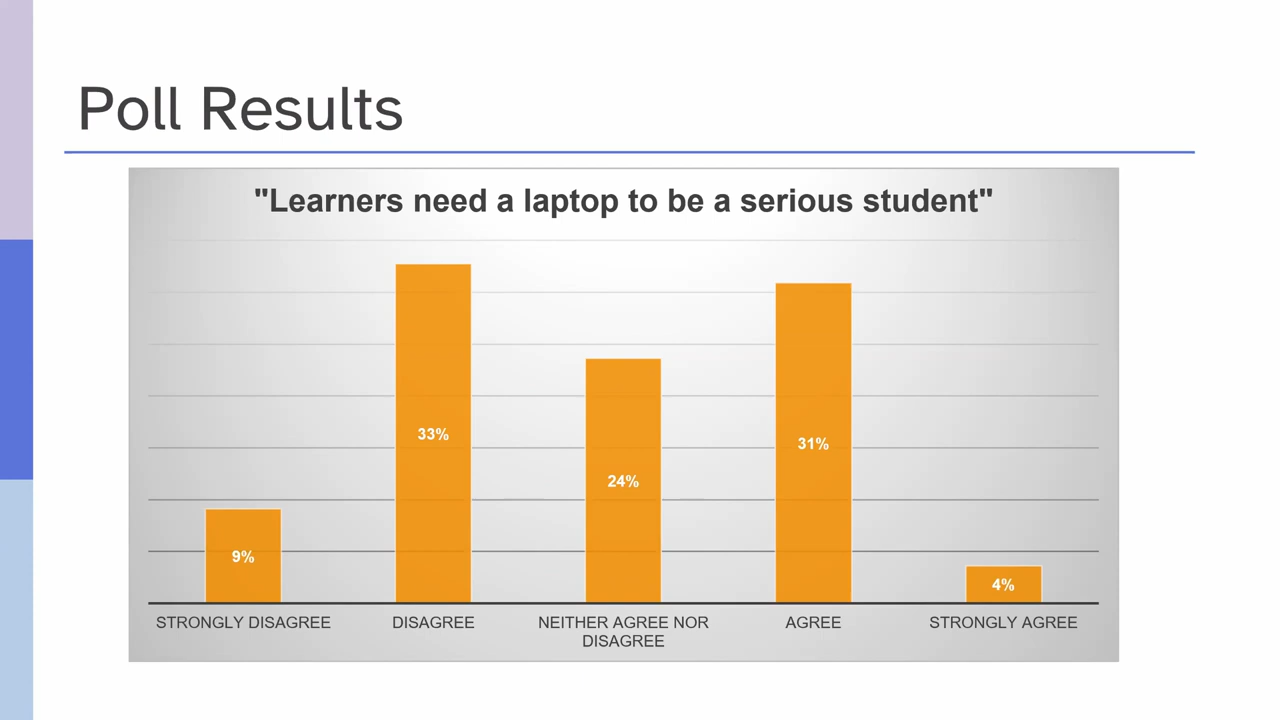 Poll Results
"Learners need a laptop to be a serious student"
9%
33%
24%
31%
4%
STRONGLY DISAGREE
DISAGREE
NEITHER AGREE NOR
DISAGREE
AGREE
STRONGLY AGREE